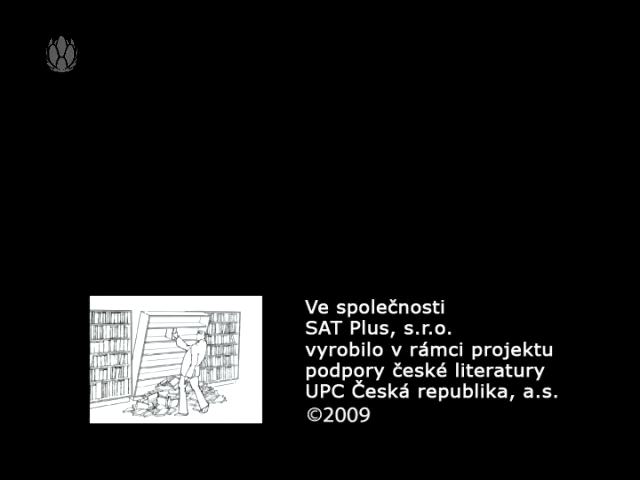 Ve společnosti
SAT Plus, s.r.o.
vyrobilo v rámci projektu
podpory české literatury
UPC Česká republika, a.s.
©2009